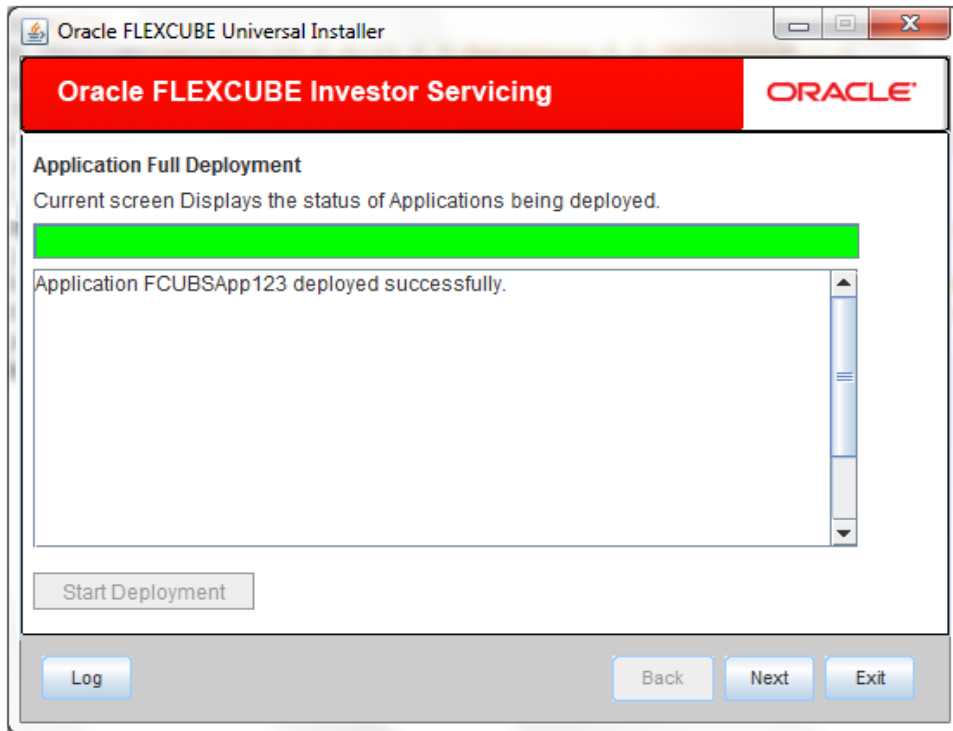 Oracle FLEXCUBE Universal Installer
Oracle FLEXCUBE Investor Servicing
ORACLE
Application Full Deployment
Current screen Displays the status of Applications being deployed.
Application FCUBSApp123 deployed successfully.
Start Deployment
Log Back Next Exit